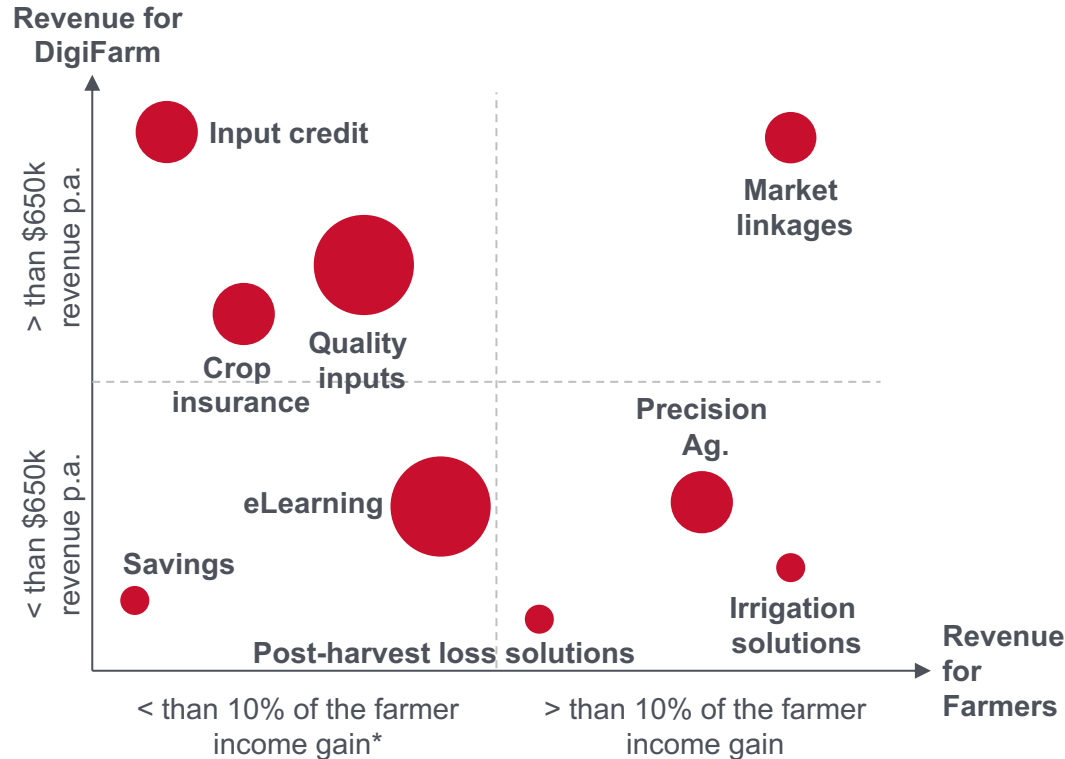 Revenue for
DigiFarm
> than $650k
revenue p.a.
Input credit
Market
linkages
Quality
inputs
Crop
insurance
< than $650k
revenue p.a.
Precision
Ag.
eLearning
Savings
Irrigation
solutions
Post-harvest loss solutions
Revenue
for
Farmers
< than 10% of the farmer
income gain*
> than 10% of the farmer
income gain